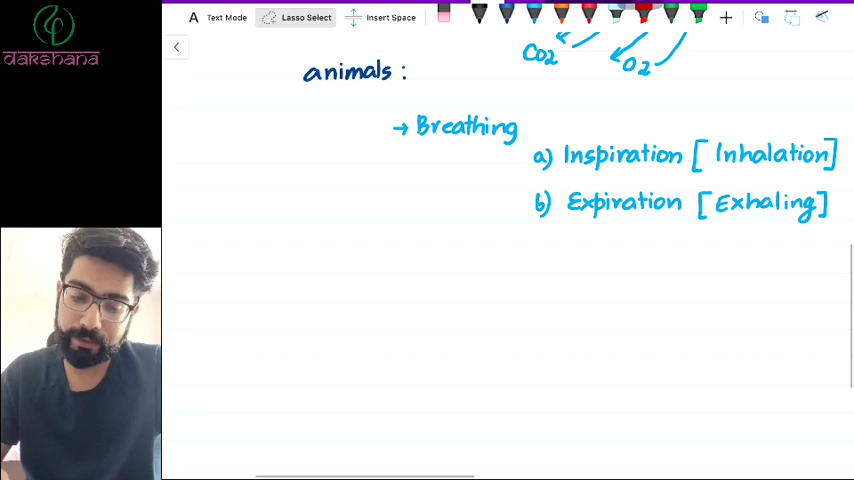 dakshana
Text Mode
Lasso Select
Insert Space
CO2
O2
animals :
→ Breathing
a) Inspiration [Inhalation]
b) Expiration [Exhaling]